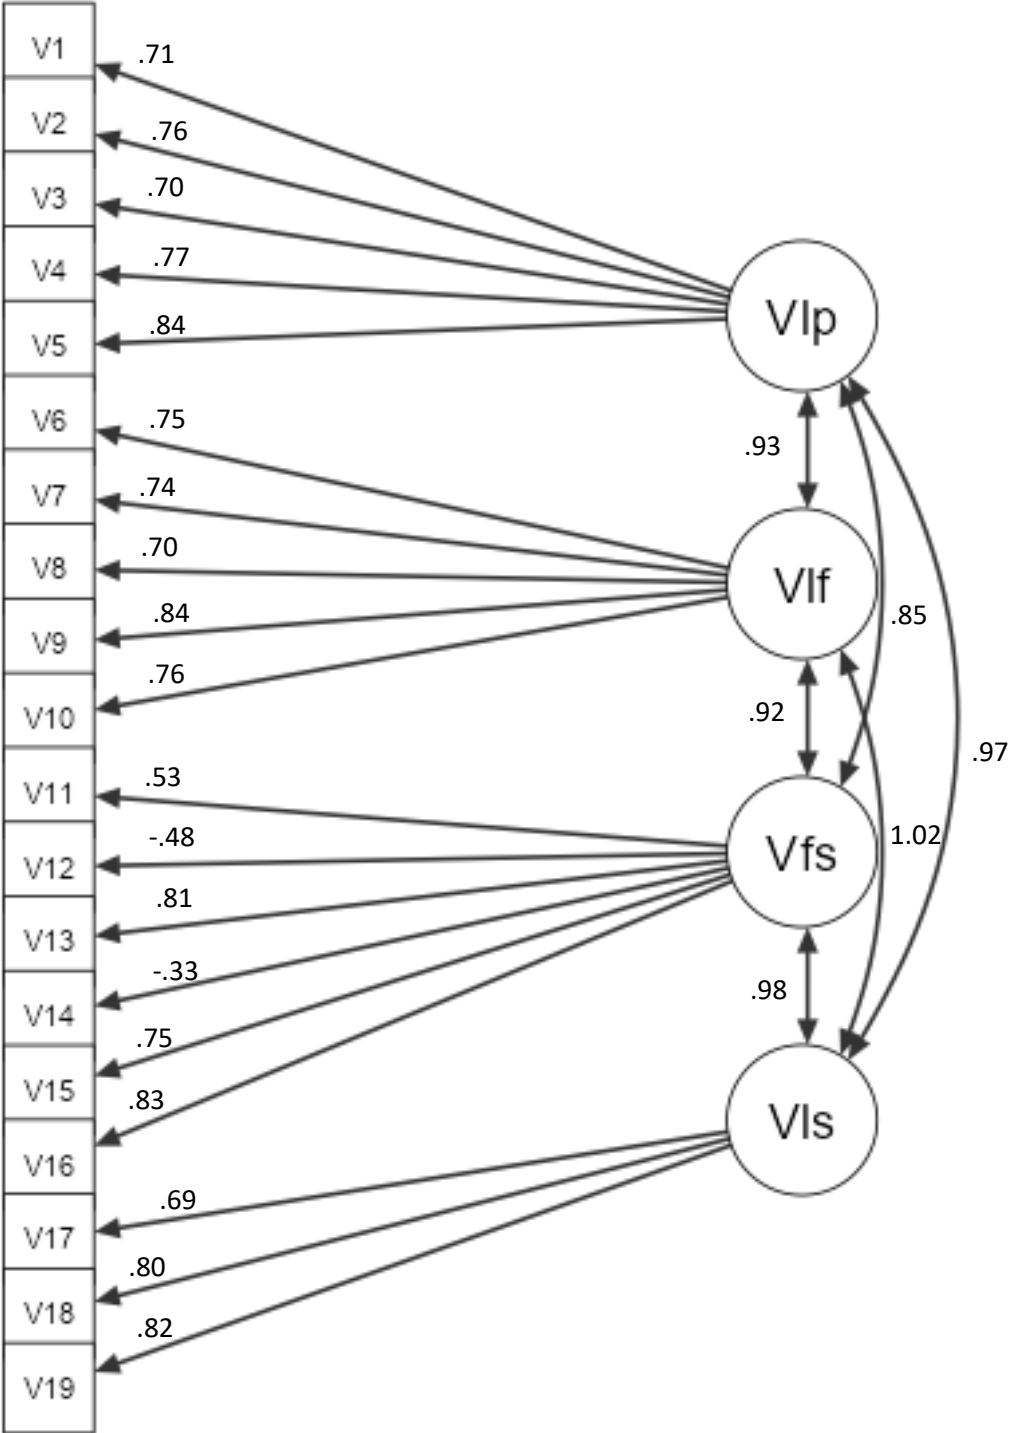 V1
.71
V2
.76
V3
.70
V4
.77
V5
.84
VIp
V6
.75
.93
V7
.74
V8
.70
VIf
V9
.84
.85
V10
.76
.92
.97
V11
.53
V12
-.48
1.02
Vfs
V13
.81
V14
-.33
.98
V15
.75
V16
.83
VIs
V17
.69
V18
.80
V19
.82